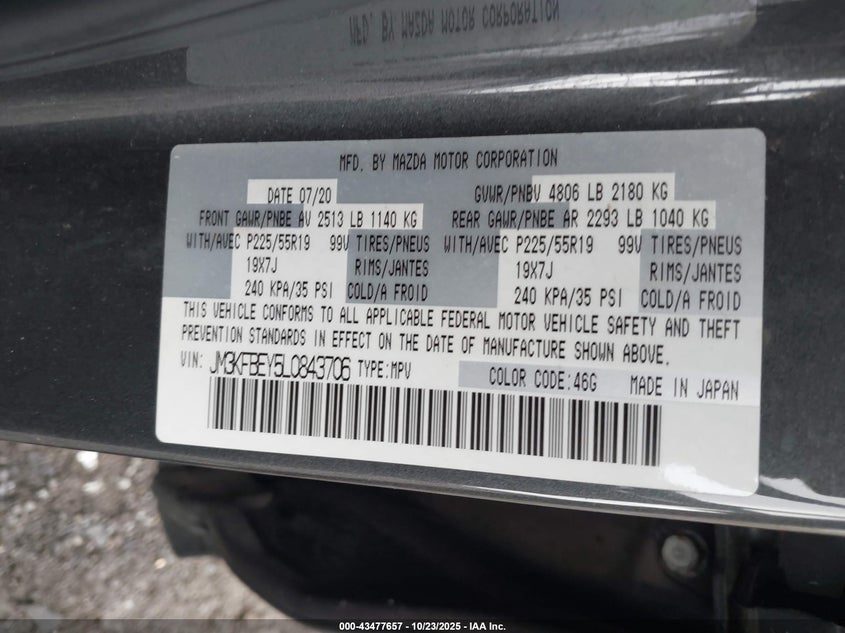 MFD. BY MAZDA MOTOR CORPORATION
MFD. BY MAZDA MOTOR CORPORATION
DATE 07/20 GVWR/PNBV 4806 LB 2180 KG
FRONT GAWR/PNBE AV 2513 LB 1140 KG REAR GAWR/PNBE AR 2293 LB 1040 KG
WITH/AVEC P225/55R19 99V TIRES/PNEUS WITH/AVEC P225/55R19 99V TIRES/PNEUS
19X7J RIMS/JANTES 19X7J RIMS/JANTES
240 KPA/35 PSI COLD/A FROID 240 KPA/35 PSI COLD/A FROID
THIS VEHICLE CONFORMS TO ALL APPLICABLE FEDERAL MOTOR VEHICLE SAFETY AND THEFT
PREVENTION STANDARDS IN EFFECT ON THE DATE OF MANUFACTURE SHOWN ABOVE.
VIN: JM3KFBEY5L0843706 TYPE:MPV COLOR CODE:46G MADE IN JAPAN
000-43477657 - 10/23/2025 - IAA Inc.